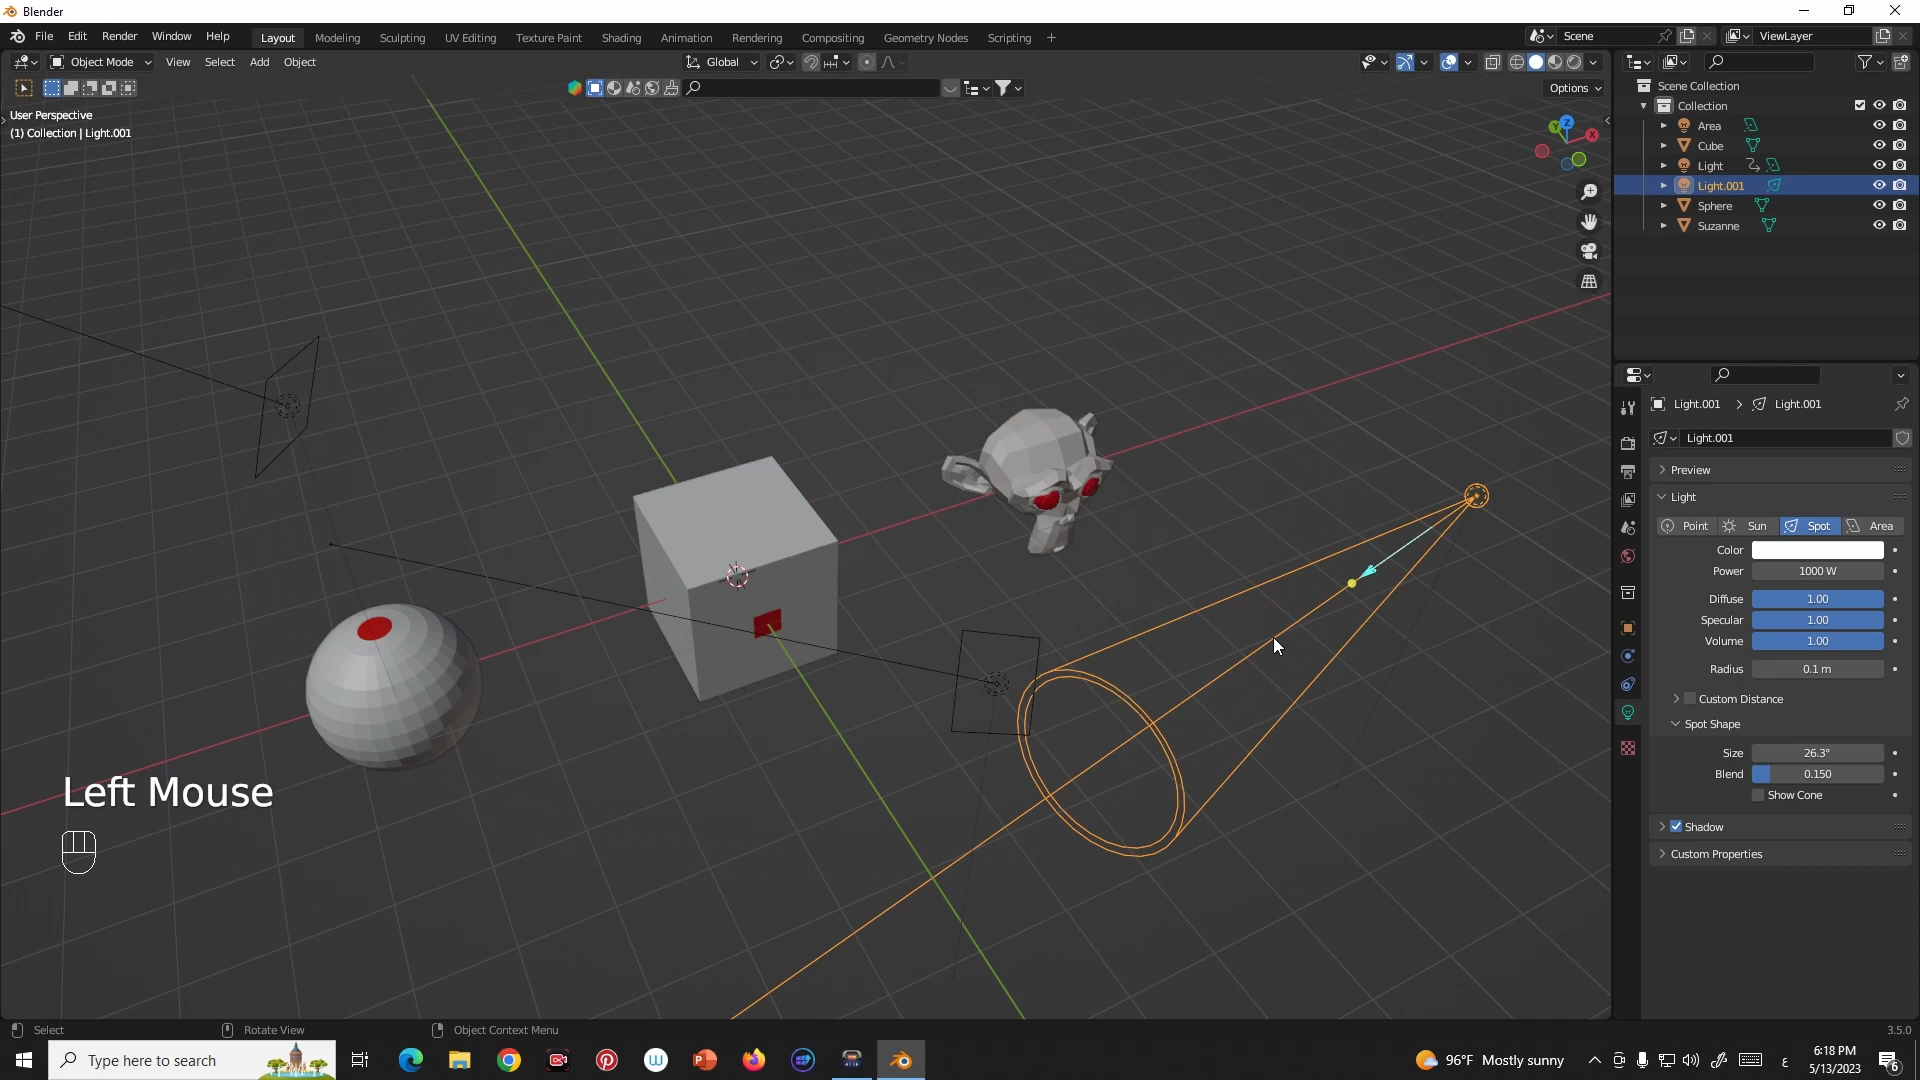 Blender
File Edit Render Window Help Layout Modeling Sculpting UV Editing Texture Paint Shading Animation Rendering Compositing Geometry Nodes Scripting + Scene ViewLayer
Object Mode View Select Add Object Global
Options
User Perspective
(1) Collection | Light.001
Z
Y
X
Scene Collection
Collection
Area
Cube
Light
Light.001
Sphere
Suzanne
Light.001 > Light.001
Light.001
Preview
Light
Point Sun Spot Area
Color
Power 1000 W
Diffuse 1.00
Specular 1.00
Volume 1.00
Radius 0.1 m
Custom Distance
Spot Shape
Size 26.3°
Blend 0.150
Show Cone
Shadow
Custom Properties
Left Mouse
Select Rotate View Object Context Menu 3.5.0
Type here to search
96°F Mostly sunny
ع
6:18 PM
5/13/2023
6